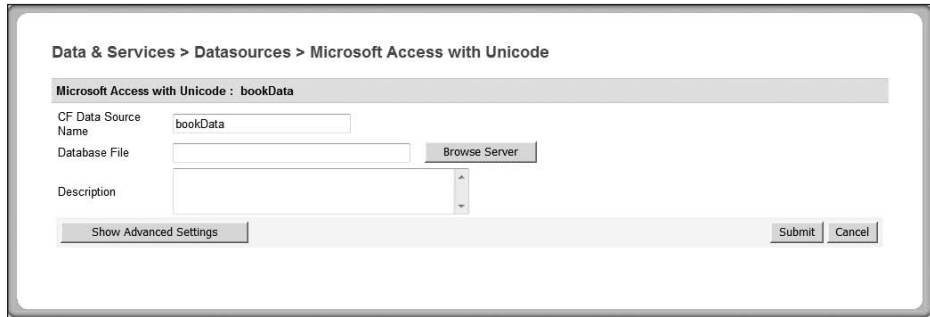 Data & Services > Datasources > Microsoft Access with Unicode
Microsoft Access with Unicode : bookData
CF Data Source
Name
bookData
Database File
Browse Server
Description
Show Advanced Settings
Submit
Cancel